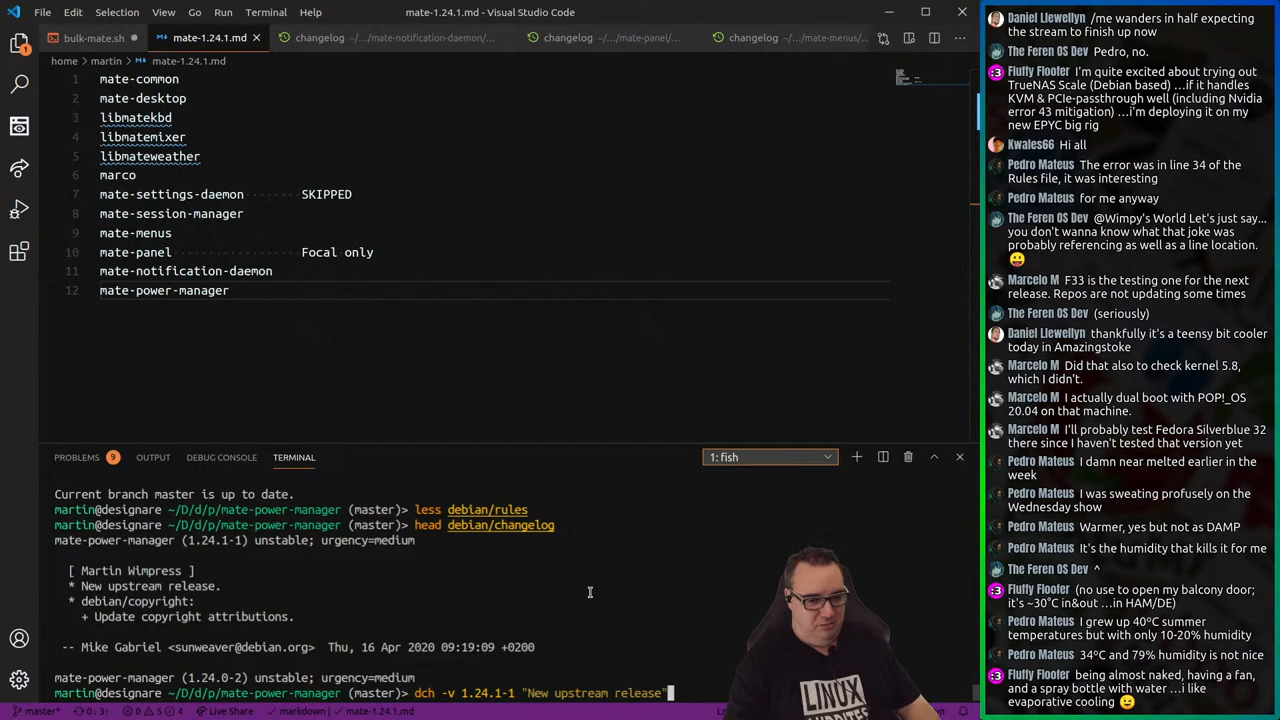 File Edit Selection View Go Run Terminal Help
mate-1.24.1.md - Visual Studio Code
bulk-mate.sh
mate-1.24.1.md
changelog ~/.../mate-notification-daemon/...
changelog ~/.../mate-panel/...
changelog ~/.../mate-menus/...
home > martin > mate-1.24.1.md
1 mate-common
2 mate-desktop
3 libmatekbd
4 libmatemixer
5 libmateweather
6 marco
7 mate-settings-daemon SKIPPED
8 mate-session-manager
9 mate-menus
10 mate-panel Focal only
11 mate-notification-daemon
12 mate-power-manager
PROBLEMS 9 OUTPUT DEBUG CONSOLE TERMINAL
1: fish
Current branch master is up to date.
martin@designare ~/D/d/p/mate-power-manager (master)> less debian/rules
martin@designare ~/D/d/p/mate-power-manager (master)> head debian/changelog
mate-power-manager (1.24.1-1) unstable; urgency=medium
[ Martin Wimpress ]
* New upstream release.
* debian/copyright:
+ Update copyright attributions.
-- Mike Gabriel <sunweaver@debian.org> Thu, 16 Apr 2020 09:19:09 +0200
mate-power-manager (1.24.0-2) unstable; urgency=medium
martin@designare ~/D/d/p/mate-power-manager (master)> dch -v 1.24.1-1 "New upstream release"
master* 0↓ 3↑ 0 5 4 Live Share markdown mate-1.24.1.md
LINUX
Daniel Llewellyn /me wanders in half expecting
the stream to finish up now
The Feren OS Dev Pedro, no.
Fluffy Floofer I'm quite excited about trying out
TrueNAS Scale (Debian based) ...if it handles
KVM & PCIe-passthrough well (including Nvidia
error 43 mitigation) ...i'm deploying it on my
new EPYC big rig
Kwales66 Hi all
Pedro Mateus The error was in line 34 of the
Rules file, it was interesting
Pedro Mateus for me anyway
The Feren OS Dev @Wimpy's World Let's just say...
you don't wanna know what that joke was
probably referencing as well as a line location.
Marcelo M F33 is the testing one for the next
release. Repos are not updating some times
The Feren OS Dev (seriously)
Daniel Llewellyn thankfully it's a teensy bit cooler
today in Amazingstoke
Marcelo M Did that also to check kernel 5.8,
which I didn't.
Marcelo M I actually dual boot with POP!_OS
20.04 on that machine.
Marcelo M I'll probably test Fedora Silverblue 32
there since I haven't tested that version yet
Pedro Mateus I damn near melted earlier in the
week
Pedro Mateus I was sweating profusely on the
Wednesday show
Pedro Mateus Warmer, yes but not as DAMP
Pedro Mateus It's the humidity that kills it for me
The Feren OS Dev ^
Fluffy Floofer (no use to open my balcony door;
it's ~30°C in&out ...in HAM/DE)
Pedro Mateus I grew up 40ºC summer
temperatures but with only 10-20% humidity
Pedro Mateus 34ºC and 79% humidity is not nice
Fluffy Floofer being almost naked, having a fan,
and a spray bottle with water ...i like
evaporative cooling